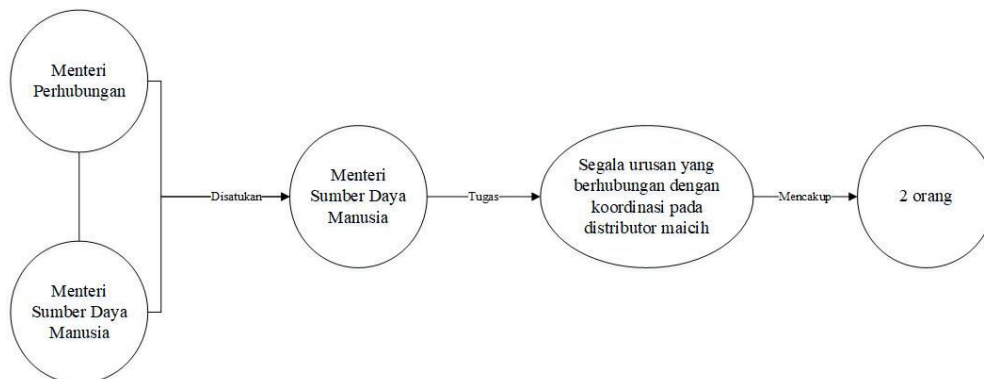 Menteri
Perhubungan
Menteri
Sumber Daya
Manusia
Disatukan
Menteri
Sumber Daya
Manusia
Tugas
Segala urusan yang
berhubungan dengan
koordinasi pada
distributor maicih
Mencakup
2 orang